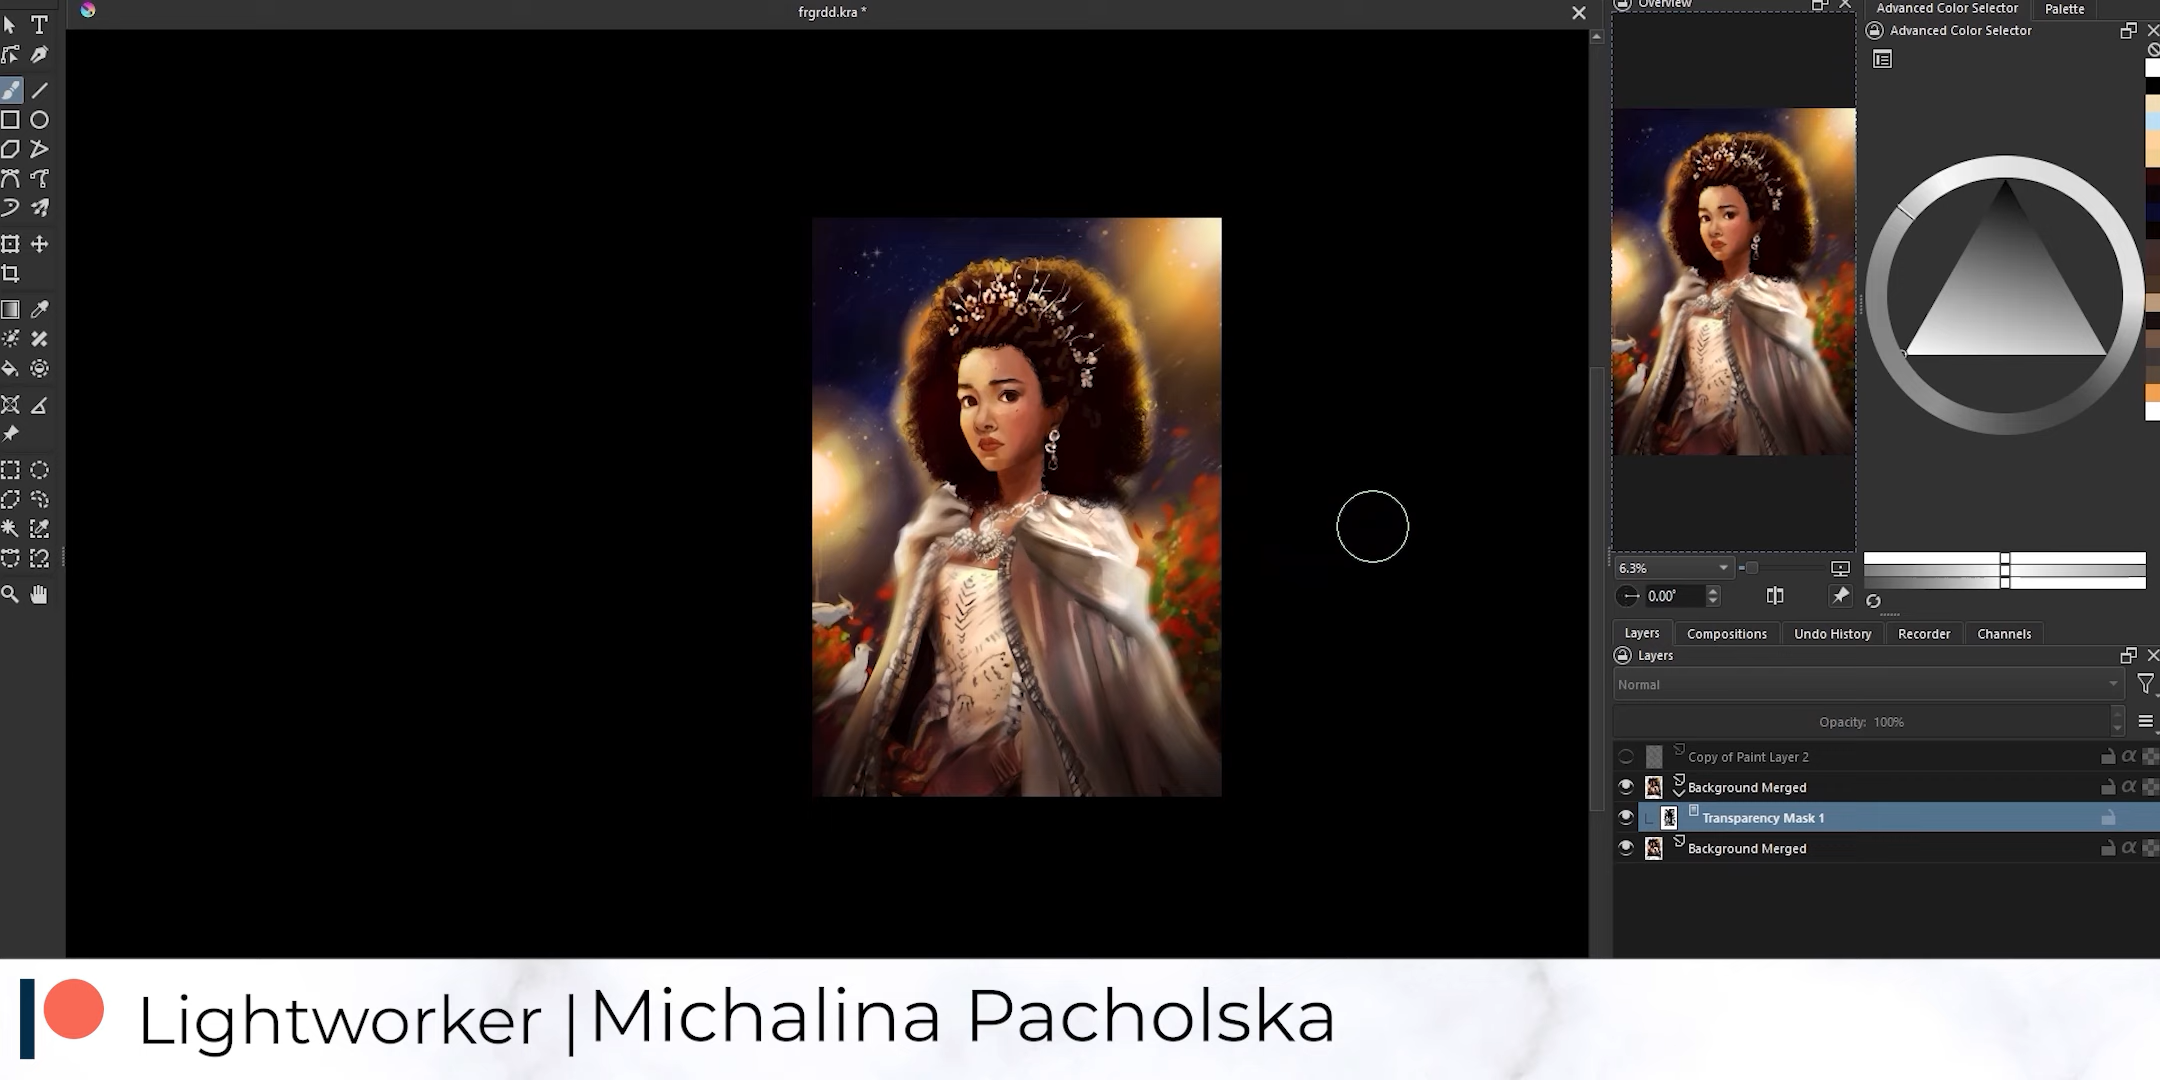 frgrdd.kra *
Overview
Advanced Color Selector
Palette
Advanced Color Selector
6.3%
0.00°
Layers
Compositions
Undo History
Recorder
Channels
Layers
Normal
Opacity: 100%
Copy of Paint Layer 2
Background Merged
Transparency Mask 1
Background Merged
Lightworker | Michalina Pacholska